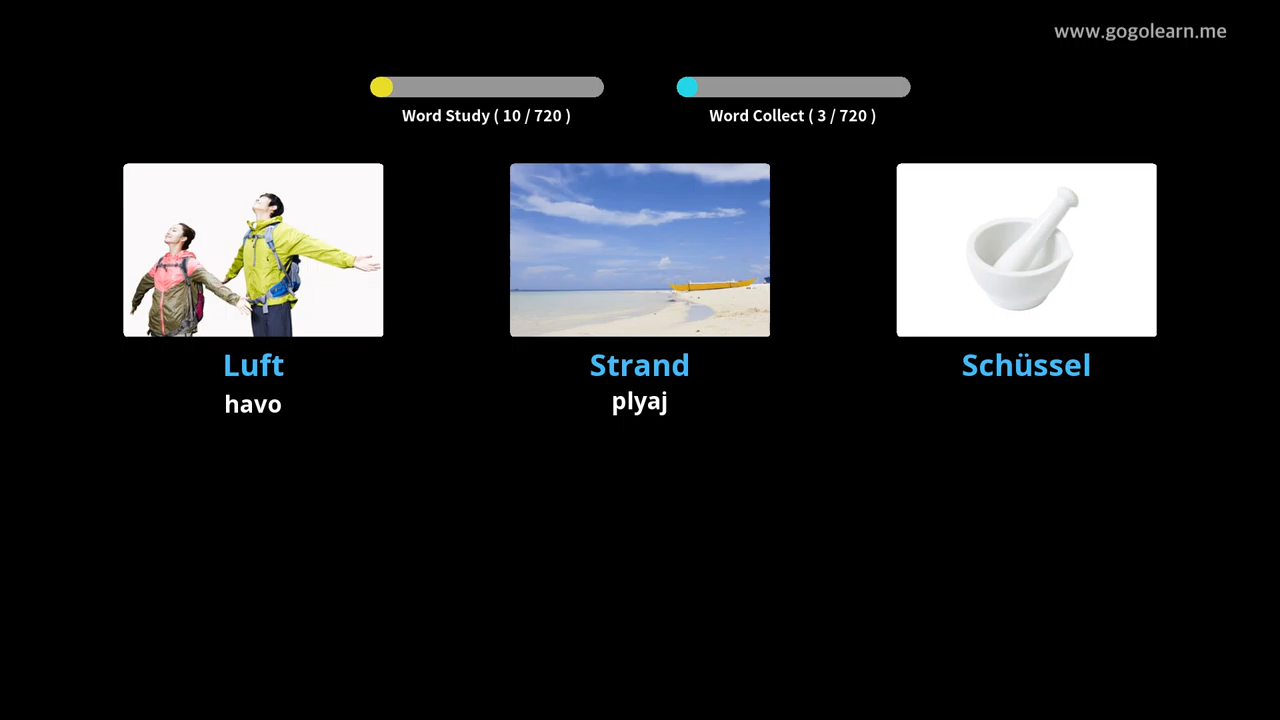 www.gogolearn.me
Word Study ( 10 / 720 )
Word Collect ( 3 / 720 )
Luft
havo
Strand
plyaj
Schüssel